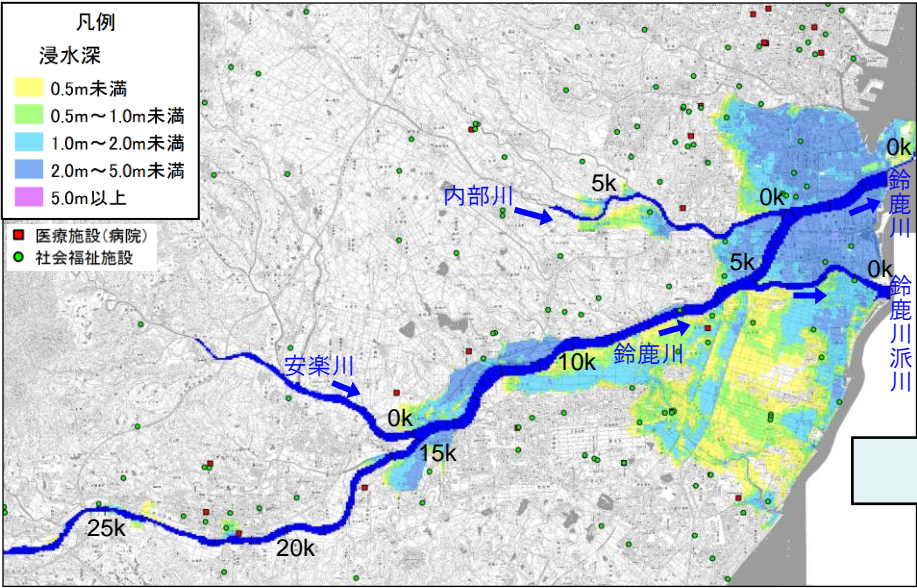 凡例
浸水深
0.5m未満
0.5m～1.0m未満
1.0m～2.0m未満
2.0m～5.0m未満
5.0m以上
医療施設(病院)
社会福祉施設
内部川
5k
0k
0k
鈴鹿川
5k
0k
鈴鹿川派川
10k
鈴鹿川
安楽川
0k
15k
20k
25k